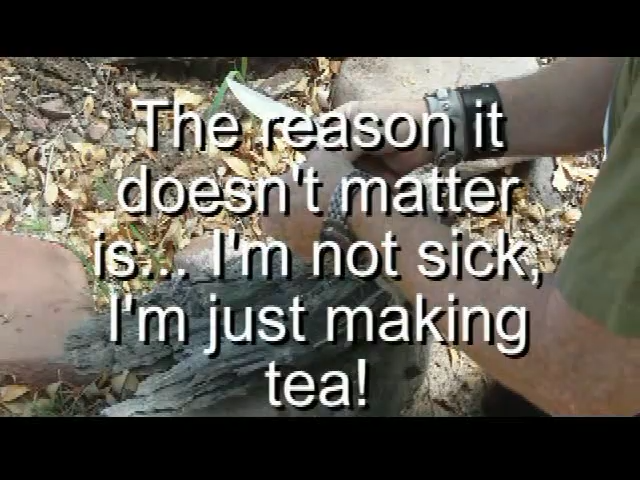 The reason it
doesn't matter
is... I'm not sick,
I'm just making
tea!